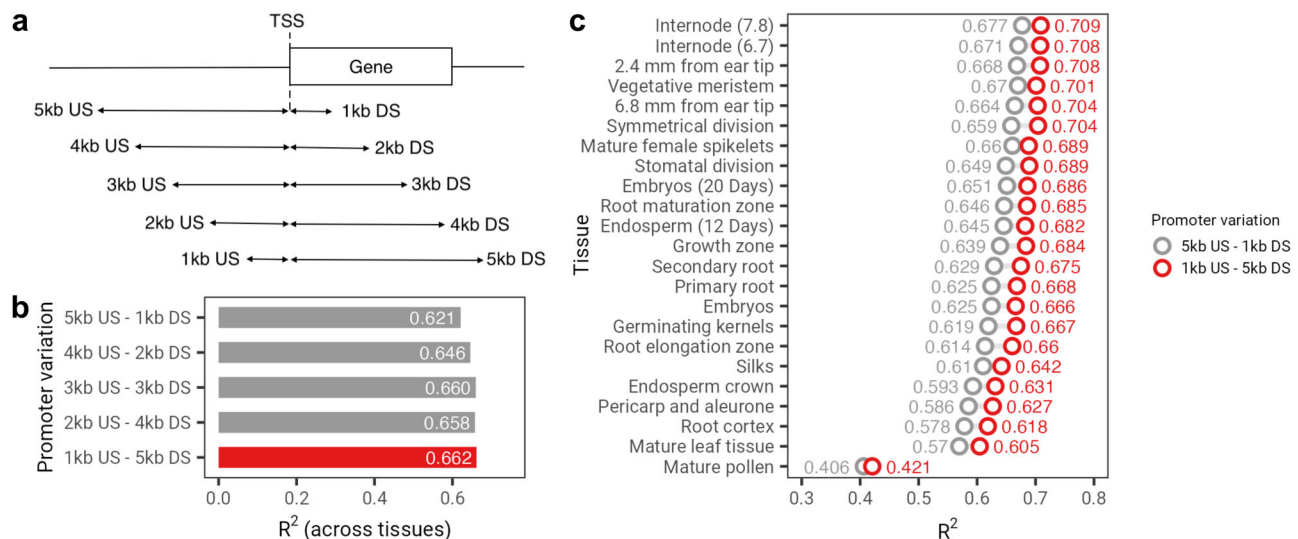 a
TSS
Gene
5kb US 1kb DS
4kb US 2kb DS
3kb US 3kb DS
2kb US 4kb DS
1kb US 5kb DS
b
Promoter variation
5kb US - 1kb DS 0.621
4kb US - 2kb DS 0.646
3kb US - 3kb DS 0.660
2kb US - 4kb DS 0.658
1kb US - 5kb DS 0.662
0.0 0.2 0.4 0.6
R² (across tissues)
c
Tissue
Internode (7.8) 0.677 0.709
Internode (6.7) 0.671 0.708
2.4 mm from ear tip 0.668 0.708
Vegetative meristem 0.67 0.701
6.8 mm from ear tip 0.664 0.704
Symmetrical division 0.659 0.704
Mature female spikelets 0.66 0.689
Stomatal division 0.649 0.689
Embryos (20 Days) 0.651 0.686
Root maturation zone 0.646 0.685
Endosperm (12 Days) 0.645 0.682
Growth zone 0.639 0.684
Secondary root 0.629 0.675
Primary root 0.625 0.668
Embryos 0.625 0.666
Germinating kernels 0.619 0.667
Root elongation zone 0.614 0.66
Silks 0.61 0.642
Endosperm crown 0.593 0.631
Pericarp and aleurone 0.586 0.627
Root cortex 0.578 0.618
Mature leaf tissue 0.57 0.605
Mature pollen 0.406 0.421
0.3 0.4 0.5 0.6 0.7 0.8
R²
Promoter variation
5kb US - 1kb DS
1kb US - 5kb DS